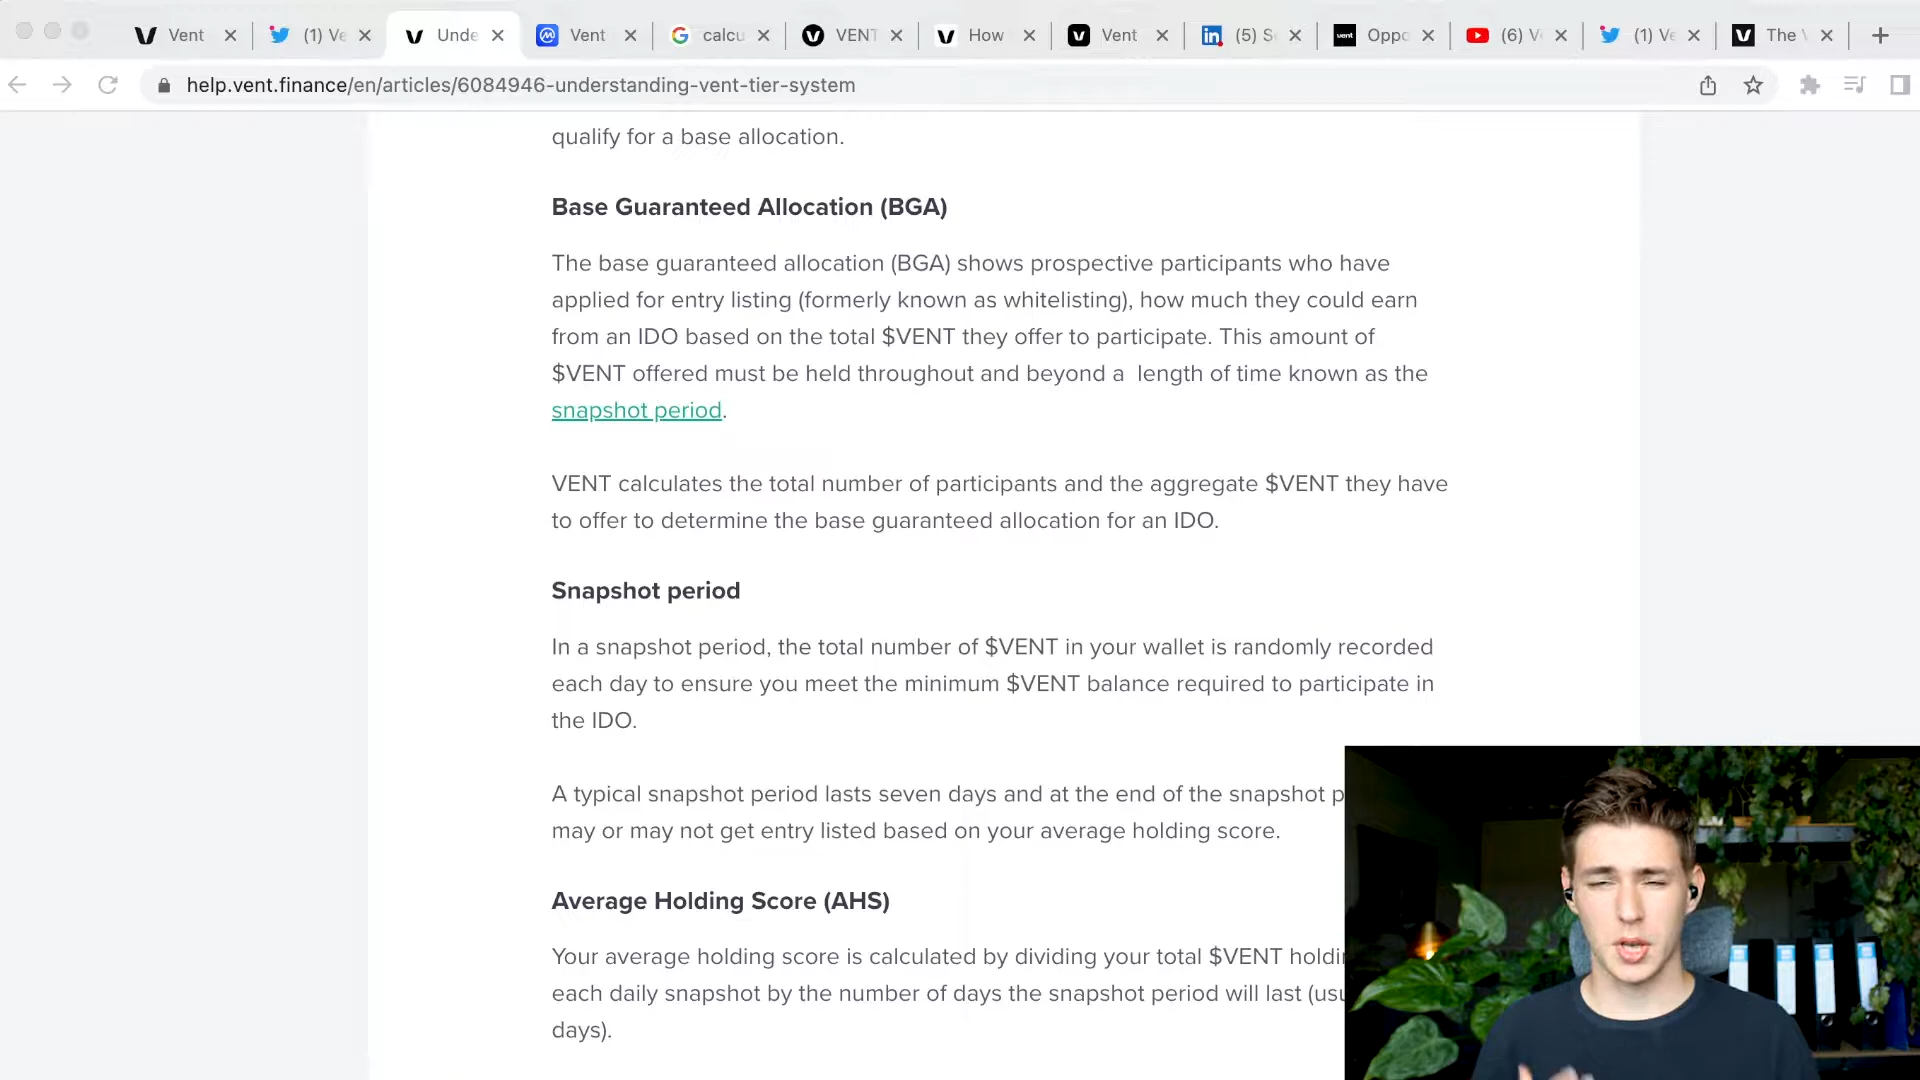 Vent
(1) Ve
Unde
Vent
calcu
VENT
How
Vent
(5) S
Oppo
(6) V
(1) Ve
The
help.vent.finance/en/articles/6084946-understanding-vent-tier-system
qualify for a base allocation.
Base Guaranteed Allocation (BGA)
The base guaranteed allocation (BGA) shows prospective participants who have
applied for entry listing (formerly known as whitelisting), how much they could earn
from an IDO based on the total $VENT they offer to participate. This amount of
$VENT offered must be held throughout and beyond a length of time known as the
snapshot period.
VENT calculates the total number of participants and the aggregate $VENT they have
to offer to determine the base guaranteed allocation for an IDO.
Snapshot period
In a snapshot period, the total number of $VENT in your wallet is randomly recorded
each day to ensure you meet the minimum $VENT balance required to participate in
the IDO.
A typical snapshot period lasts seven days and at the end of the snapshot p
may or may not get entry listed based on your average holding score.
Average Holding Score (AHS)
Your average holding score is calculated by dividing your total $VENT holdi
each daily snapshot by the number of days the snapshot period will last (usu
days).